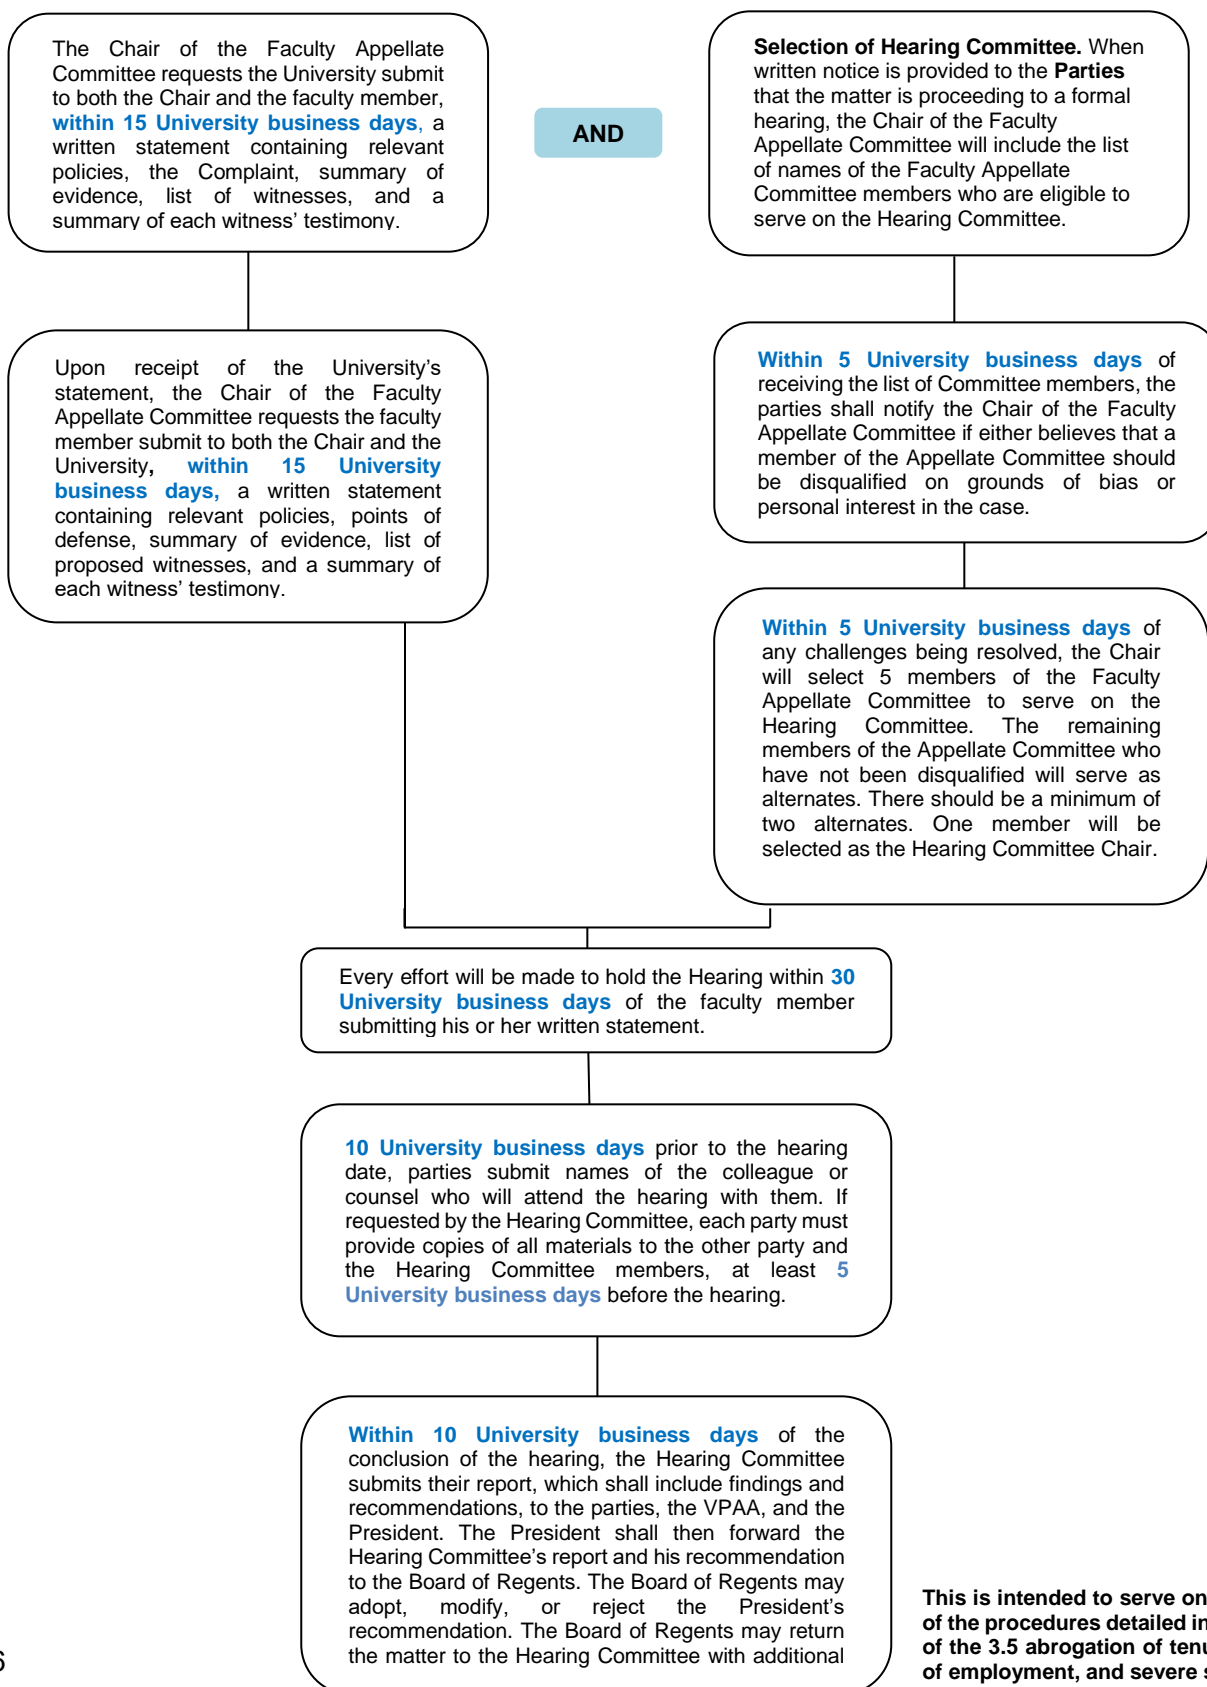 The Chair of the Faculty Appellate
Committee requests the University submit
to both the Chair and the faculty member,
within 15 University business days, a
written statement containing relevant
policies, the Complaint, summary of
evidence, list of witnesses, and a
summary of each witness' testimony.
AND
Selection of Hearing Committee. When
written notice is provided to the Parties
that the matter is proceeding to a formal
hearing, the Chair of the Faculty
Appellate Committee will include the list
of names of the Faculty Appellate
Committee members who are eligible to
serve on the Hearing Committee.
Upon receipt of the University's
statement, the Chair of the Faculty
Appellate Committee requests the faculty
member submit to both the Chair and the
University, within 15 University
business days, a written statement
containing relevant policies, points of
defense, summary of evidence, list of
proposed witnesses, and a summary of
each witness' testimony.
Within 5 University business days of
receiving the list of Committee members, the
parties shall notify the Chair of the Faculty
Appellate Committee if either believes that a
member of the Appellate Committee should
be disqualified on grounds of bias or
personal interest in the case.
Within 5 University business days of
any challenges being resolved, the Chair
will select 5 members of the Faculty
Appellate Committee to serve on the
Hearing Committee. The remaining
members of the Appellate Committee who
have not been disqualified will serve as
alternates. There should be a minimum of
two alternates. One member will be
selected as the Hearing Committee Chair.
Every effort will be made to hold the Hearing within 30
University business days of the faculty member
submitting his or her written statement.
10 University business days prior to the hearing
date, parties submit names of the colleague or
counsel who will attend the hearing with them. If
requested by the Hearing Committee, each party must
provide copies of all materials to the other party and
the Hearing Committee members, at least 5
University business days before the hearing.
Within 10 University business days of the
conclusion of the hearing, the Hearing Committee
submits their report, which shall include findings and
recommendations, to the parties, the VPAA, and the
President. The President shall then forward the
Hearing Committee's report and his recommendation
to the Board of Regents. The Board of Regents may
adopt, modify, or reject the President's
recommendation. The Board of Regents may return
the matter to the Hearing Committee with additional
This is intended to serve on
of the procedures detailed in
of the 3.5 abrogation of tenu
of employment, and severe s
6